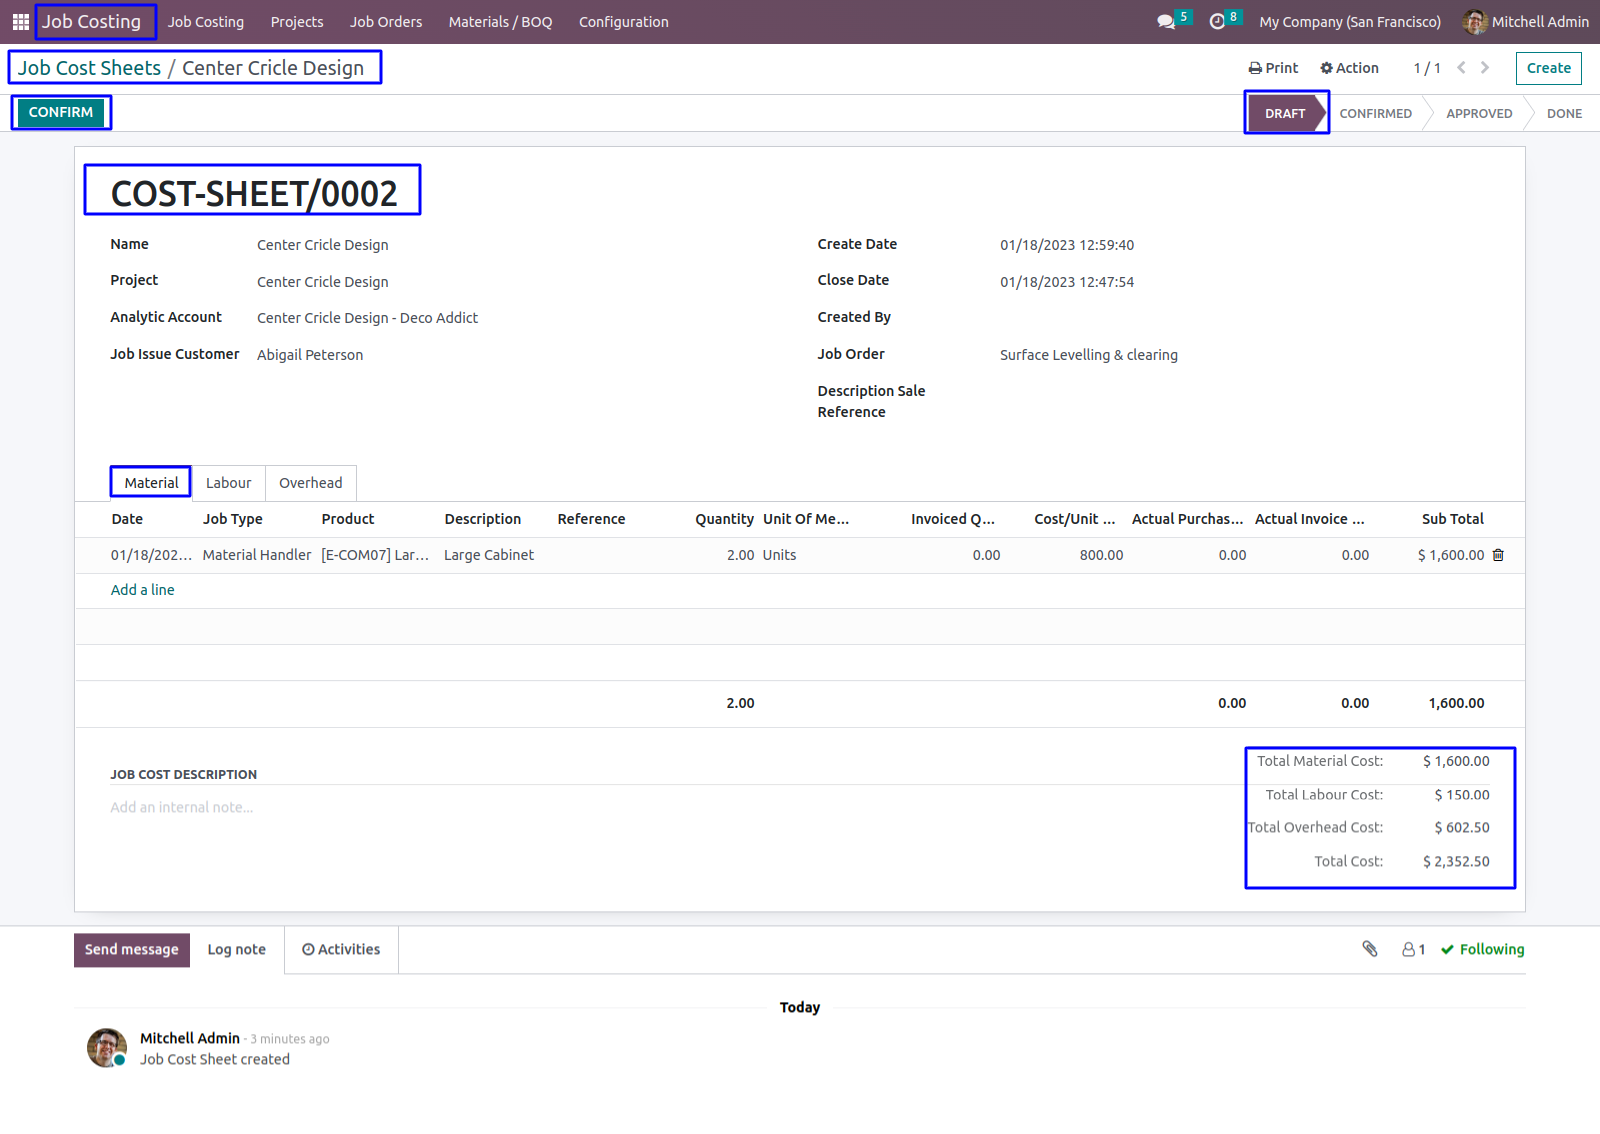 Job Costing Job Costing Projects Job Orders Materials / BOQ Configuration 5 8 My Company (San Francisco) Mitchell Admin
Job Cost Sheets / Center Cricle Design Print Action 1 / 1 Create
CONFIRM DRAFT CONFIRMED APPROVED DONE
COST-SHEET/0002
Name Center Cricle Design Create Date 01/18/2023 12:59:40
Project Center Cricle Design Close Date 01/18/2023 12:47:54
Analytic Account Center Cricle Design - Deco Addict Created By
Job Issue Customer Abigail Peterson Job Order Surface Levelling & clearing
Description Sale
Reference
Material Labour Overhead
Date Job Type Product Description Reference Quantity Unit Of Me... Invoiced Q... Cost/Unit ... Actual Purchas... Actual Invoice ... Sub Total
01/18/202... Material Handler [E-COM07] Lar... Large Cabinet 2.00 Units 0.00 800.00 0.00 0.00 $ 1,600.00
Add a line
2.00 0.00 0.00 1,600.00
Total Material Cost: $ 1,600.00
JOB COST DESCRIPTION
Total Labour Cost: $ 150.00
Add an internal note...
Total Overhead Cost: $ 602.50
Total Cost: $ 2,352.50
Send message Log note Activities 1 Following
Today
Mitchell Admin - 3 minutes ago
Job Cost Sheet created